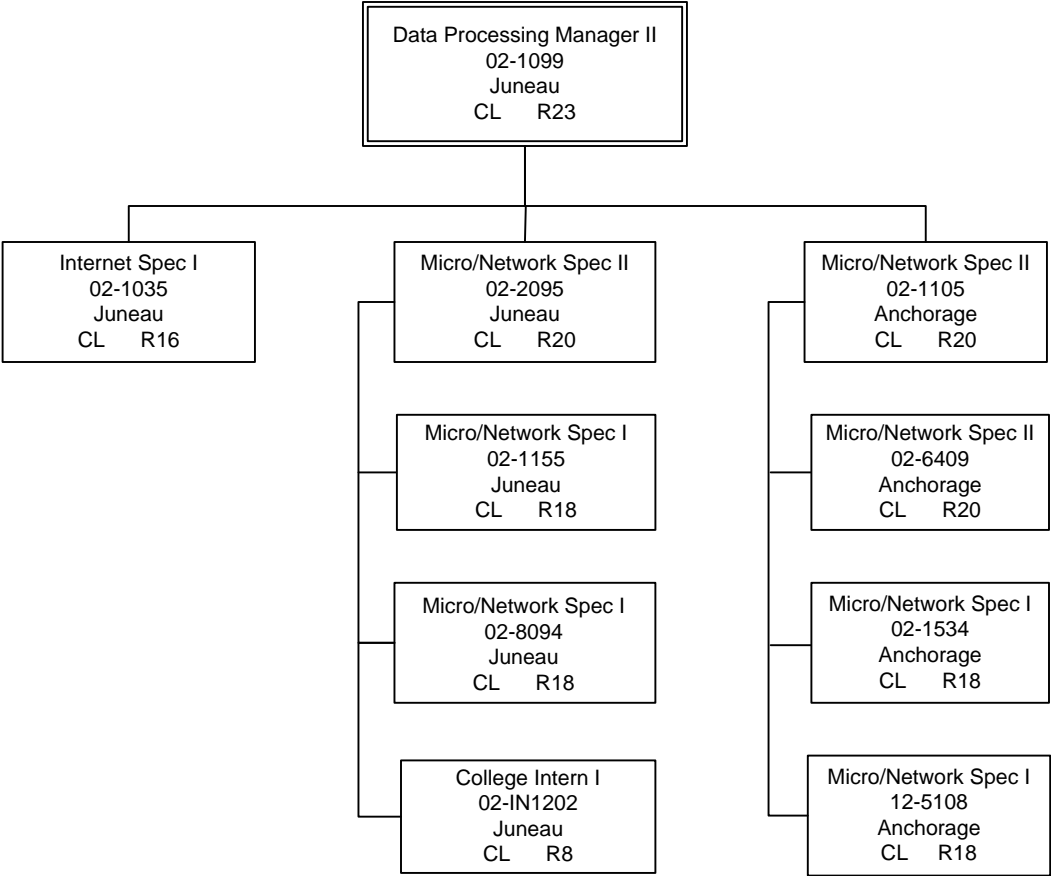 Data Processing Manager II
02-1099
Juneau
CL R23
Internet Spec I
02-1035
Juneau
CL R16
Micro/Network Spec II
02-2095
Juneau
CL R20
Micro/Network Spec II
02-1105
Anchorage
CL R20
Micro/Network Spec I
02-1155
Juneau
CL R18
Micro/Network Spec II
02-6409
Anchorage
CL R20
Micro/Network Spec I
02-8094
Juneau
CL R18
Micro/Network Spec I
02-1534
Anchorage
CL R18
College Intern I
02-IN1202
Juneau
CL R8
Micro/Network Spec I
12-5108
Anchorage
CL R18